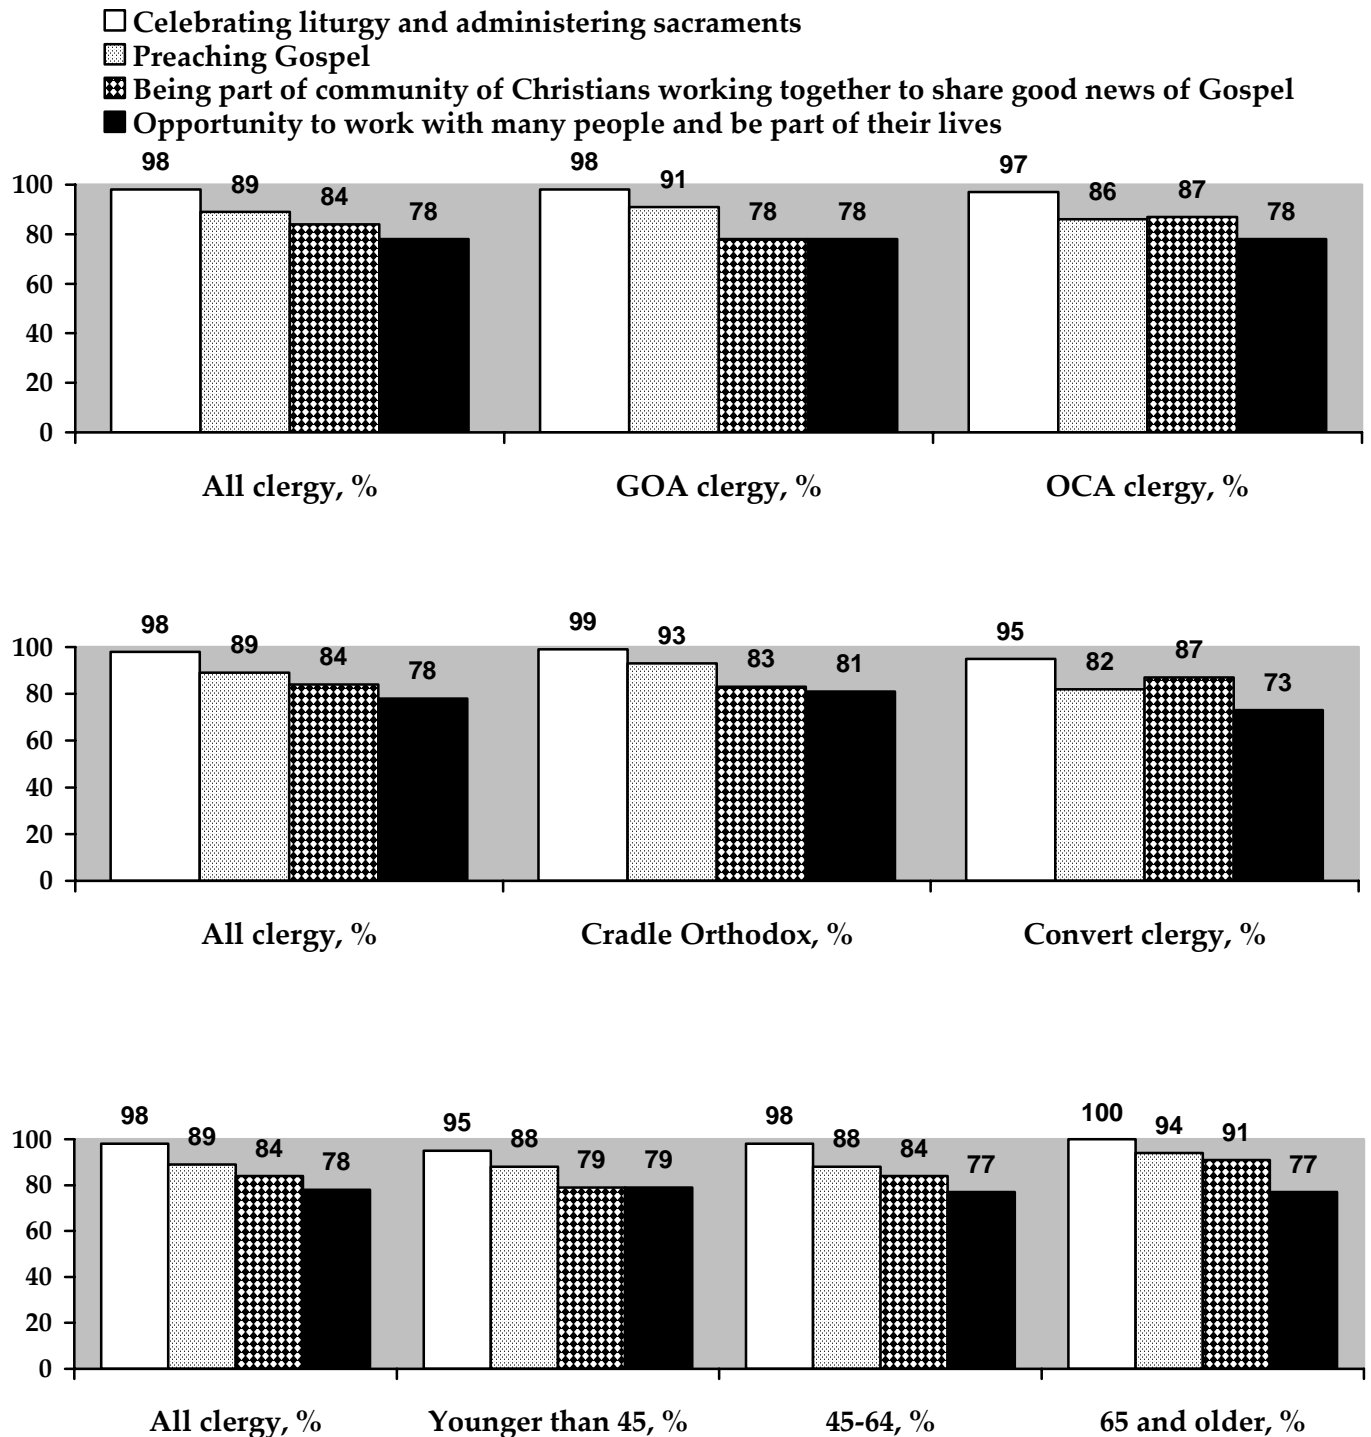 Celebrating liturgy and administering sacraments
Preaching Gospel
Being part of community of Christians working together to share good news of Gospel
Opportunity to work with many people and be part of their lives
98 89 84 78 98 91 78 78 97 86 87 78
100
80
60
40
20
0
All clergy, % GOA clergy, % OCA clergy, %
98 89 84 78 99 93 83 81 95 82 87 73
100
80
60
40
20
0
All clergy, % Cradle Orthodox, % Convert clergy, %
98 89 84 78 95 88 79 79 98 88 84 77 100 94 91 77
100
80
60
40
20
0
All clergy, % Younger than 45, % 45-64, % 65 and older, %